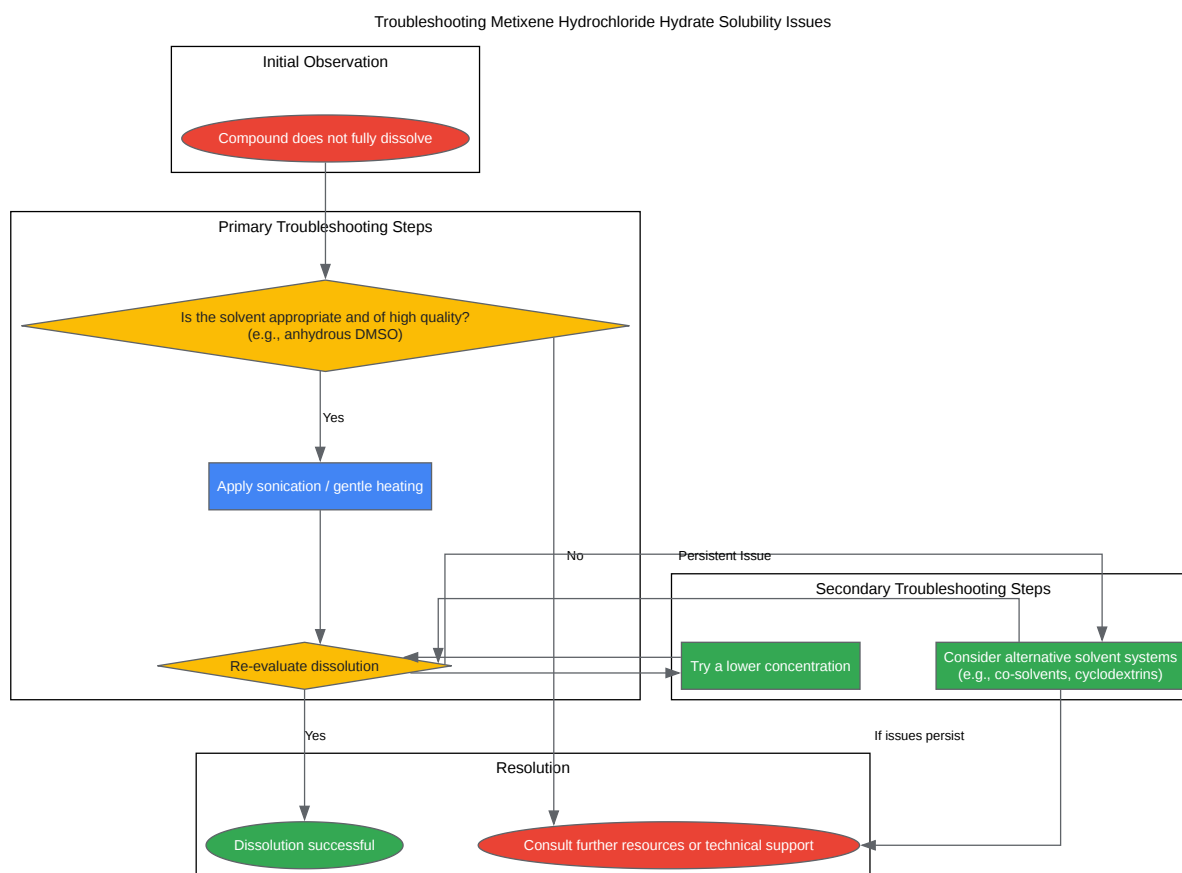 Troubleshooting Metixene Hydrochloride Hydrate Solubility Issues
Initial Observation
Compound does not fully dissolve
Primary Troubleshooting Steps
Is the solvent appropriate and of high quality?
(e.g., anhydrous DMSO)
Yes
Apply sonication / gentle heating
No
Persistent Issue
Secondary Troubleshooting Steps
Re-evaluate dissolution
Try a lower concentration
Consider alternative solvent systems
(e.g., co-solvents, cyclodextrins)
Yes
If issues persist
Resolution
Dissolution successful
Consult further resources or technical support